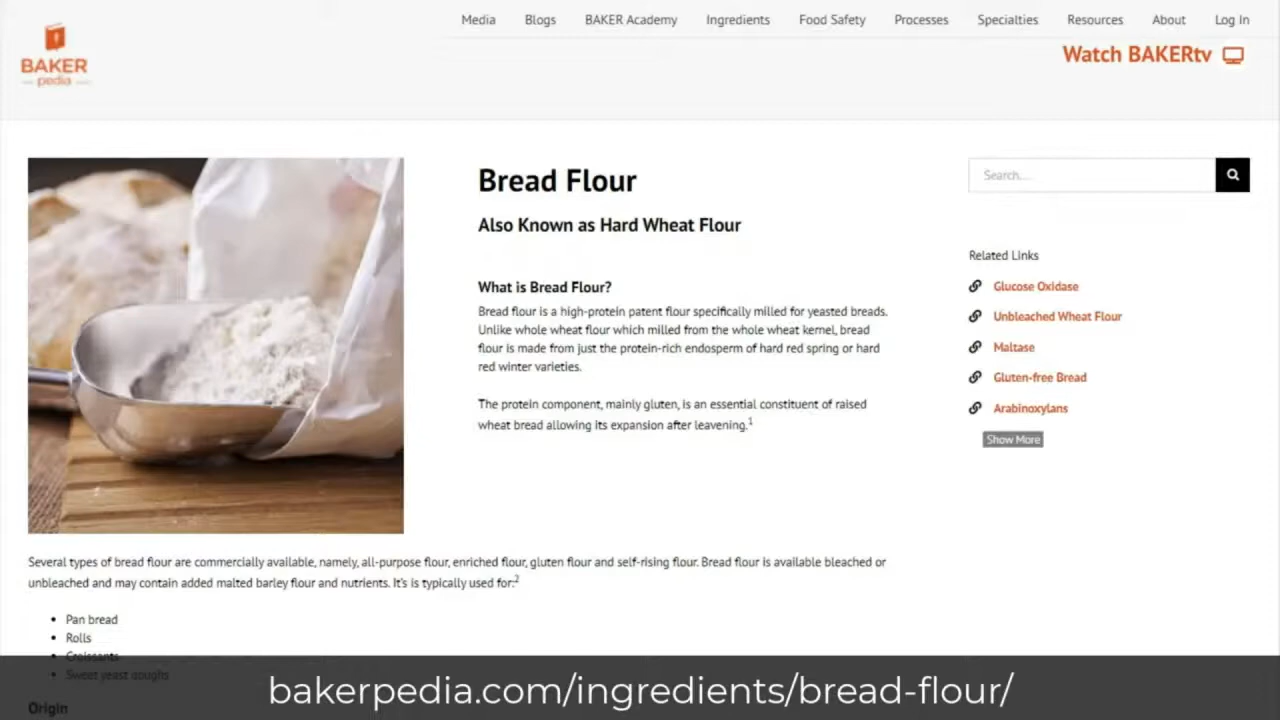 Media Blogs BAKER Academy Ingredients Food Safety Processes Specialties Resources About Log In
BAKER
pedia
Watch BAKERtv
Bread Flour
Also Known as Hard Wheat Flour
What is Bread Flour?
Bread flour is a high-protein patent flour specifically milled for yeasted breads.
Unlike whole wheat flour which milled from the whole wheat kernel, bread
flour is made from just the protein-rich endosperm of hard red spring or hard
red winter varieties.
The protein component, mainly gluten, is an essential constituent of raised
wheat bread allowing its expansion after leavening.1
Search...
Related Links
Glucose Oxidase
Unbleached Wheat Flour
Maltase
Gluten-free Bread
Arabinoxylans
Show More
Several types of bread flour are commercially available, namely, all-purpose flour, enriched flour, gluten flour and self-rising flour. Bread flour is available bleached or
unbleached and may contain added malted barley flour and nutrients. It's is typically used for:2
• Pan bread
• Rolls
• Croissants
• Sweet yeast doughs
Origin
bakerpedia.com/ingredients/bread-flour/